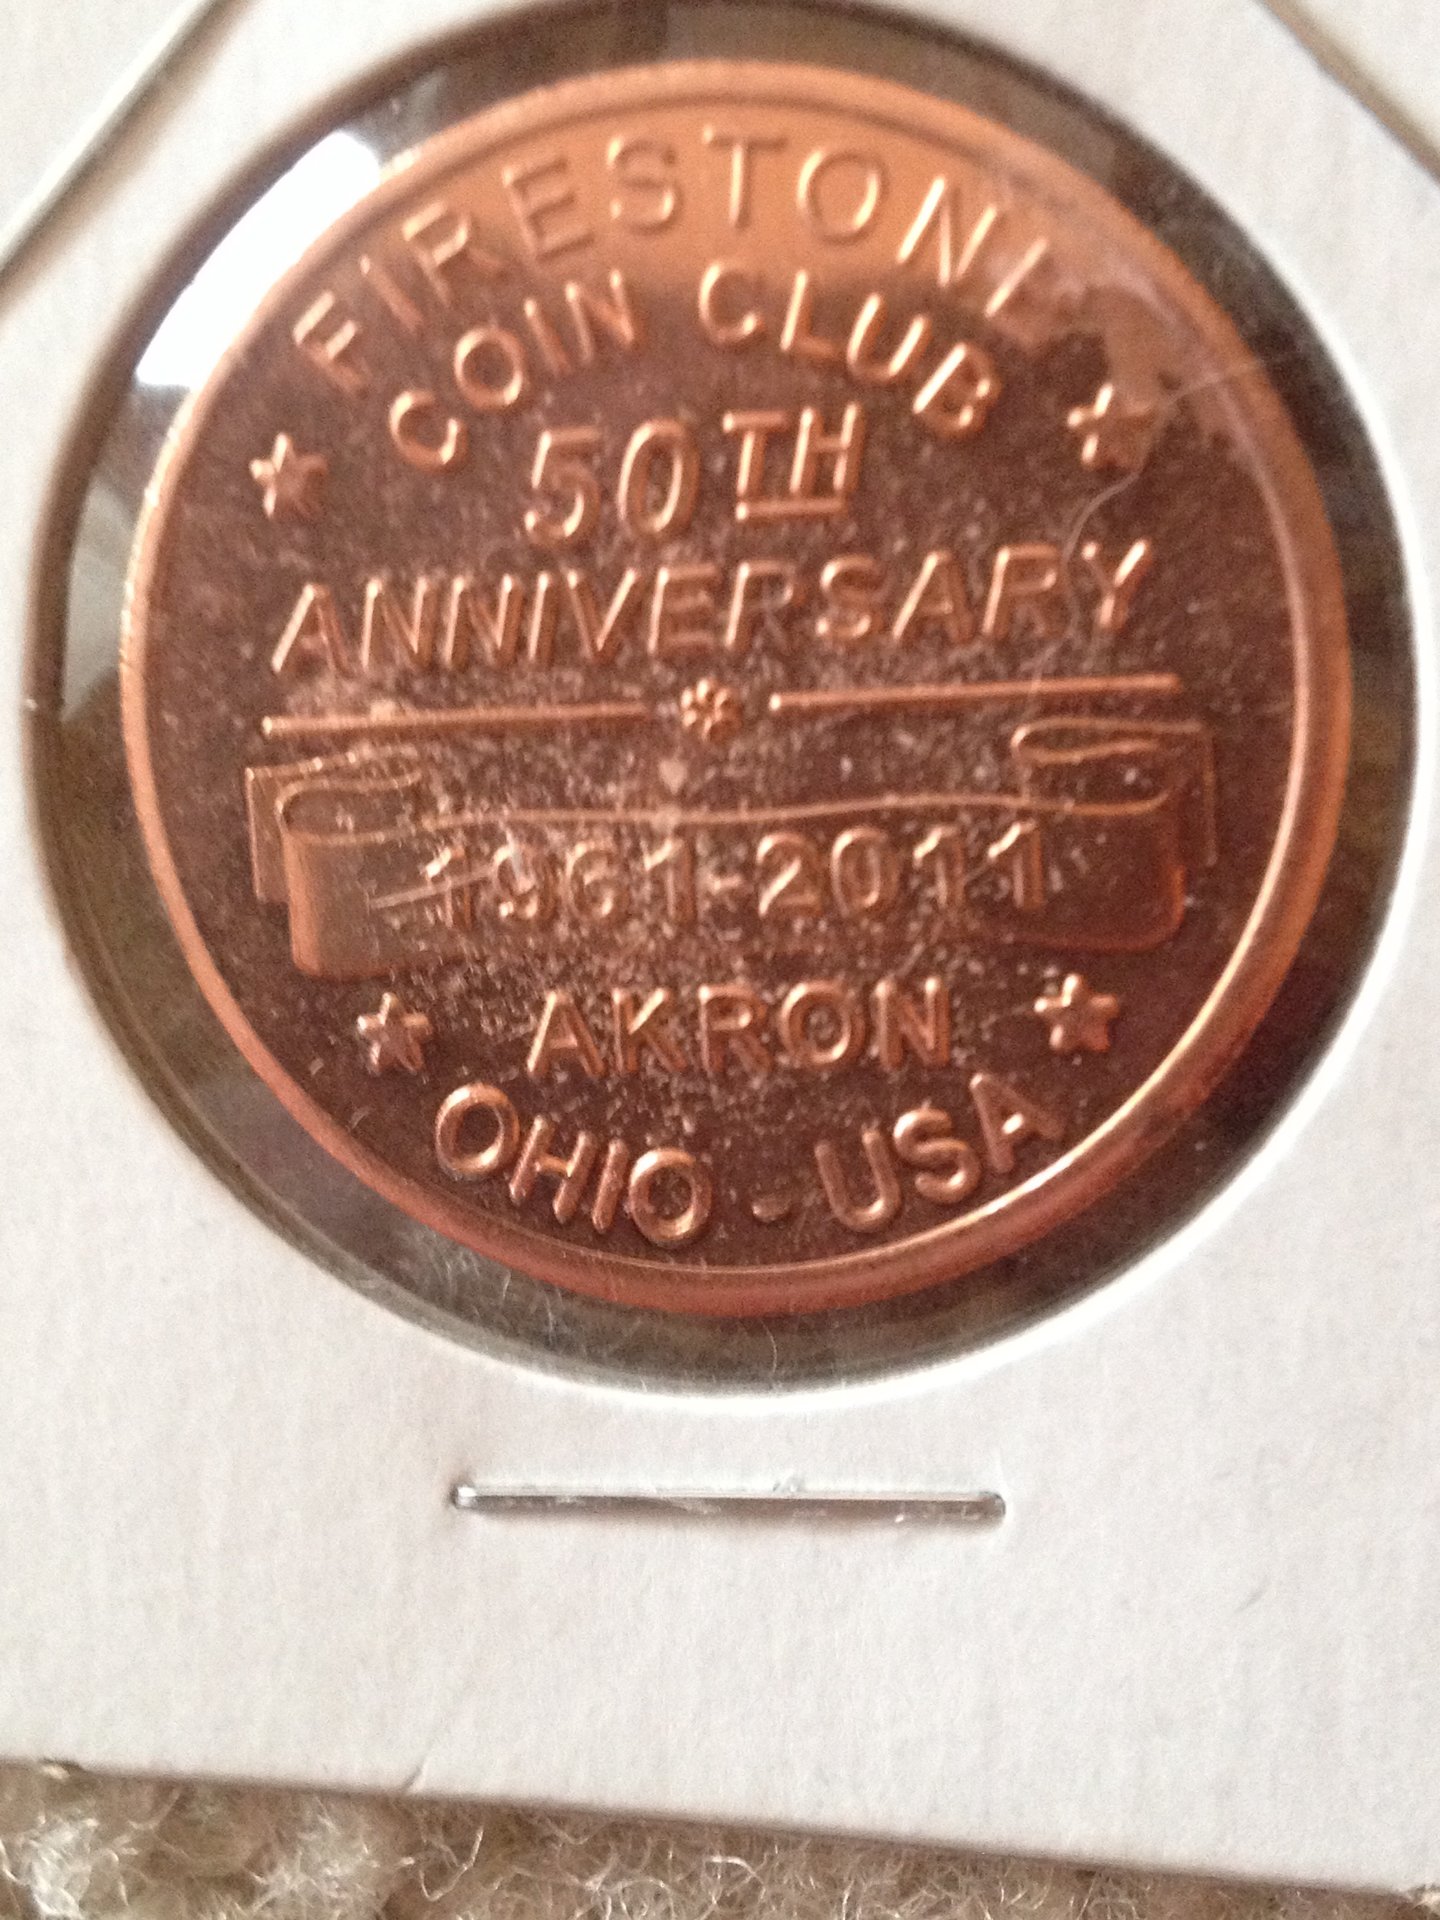 FIRESTONE
COIN CLUB
50TH
ANNIVERSARY
1961-2011
AKRON
OHIO - USA